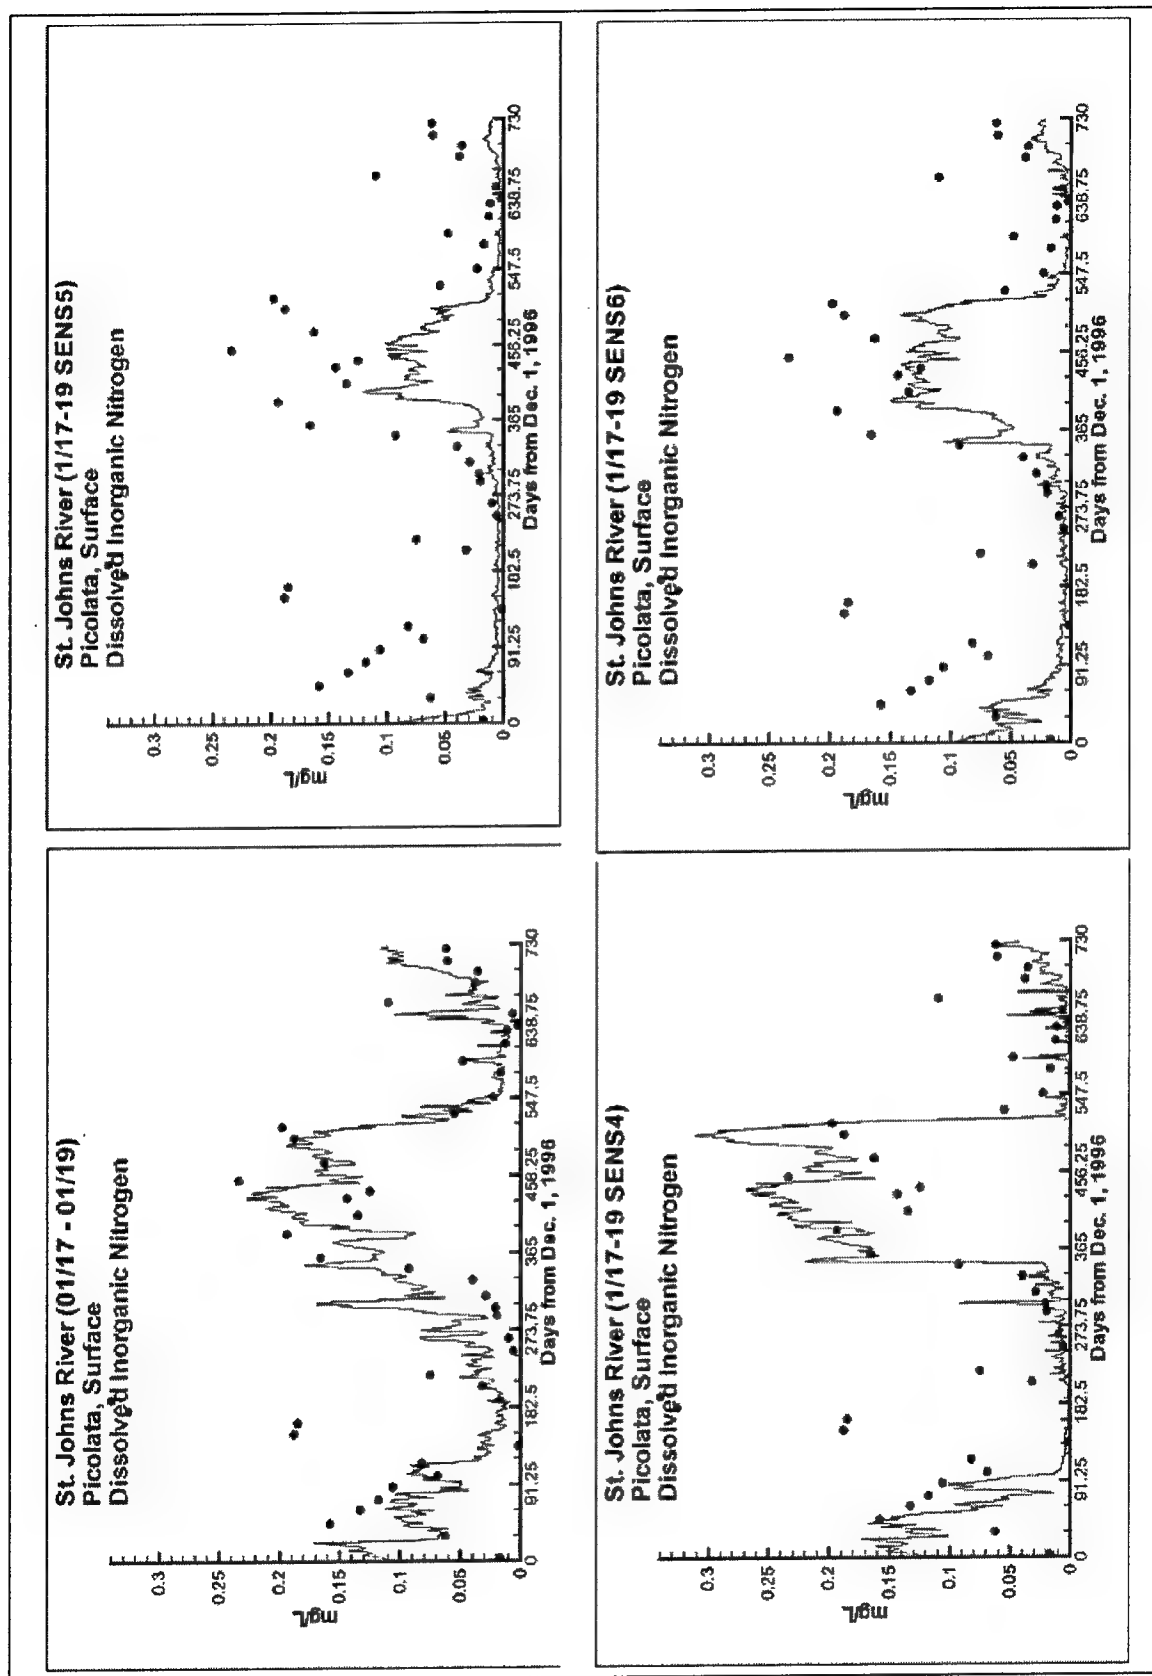 St. Johns River (01/17 - 01/19)
Picolata, Surface
Dissolved Inorganic Nitrogen
mg/L
0.3
0.25
0.2
0.15
0.1
0.05
0
0 91.25 182.5 273.75 365 456.25 547.5 638.75 730
Days from Dec. 1, 1996
St. Johns River (1/17-19 SENS5)
Picolata, Surface
Dissolved Inorganic Nitrogen
mg/L
0.3
0.25
0.2
0.15
0.1
0.05
0
0 91.25 182.5 273.75 365 456.25 547.5 638.75 730
Days from Dec. 1, 1996
St. Johns River (1/17-19 SENS4)
Picolata, Surface
Dissolved Inorganic Nitrogen
mg/L
0.3
0.25
0.2
0.15
0.1
0.05
0
0 91.25 182.5 273.75 365 456.25 547.5 638.75 730
Days from Dec. 1, 1996
St. Johns River (1/17-19 SENS6)
Picolata, Surface
Dissolved Inorganic Nitrogen
mg/L
0.3
0.25
0.2
0.15
0.1
0.05
0
0 91.25 182.5 273.75 365 456.25 547.5 638.75 730
Days from Dec. 1, 1996